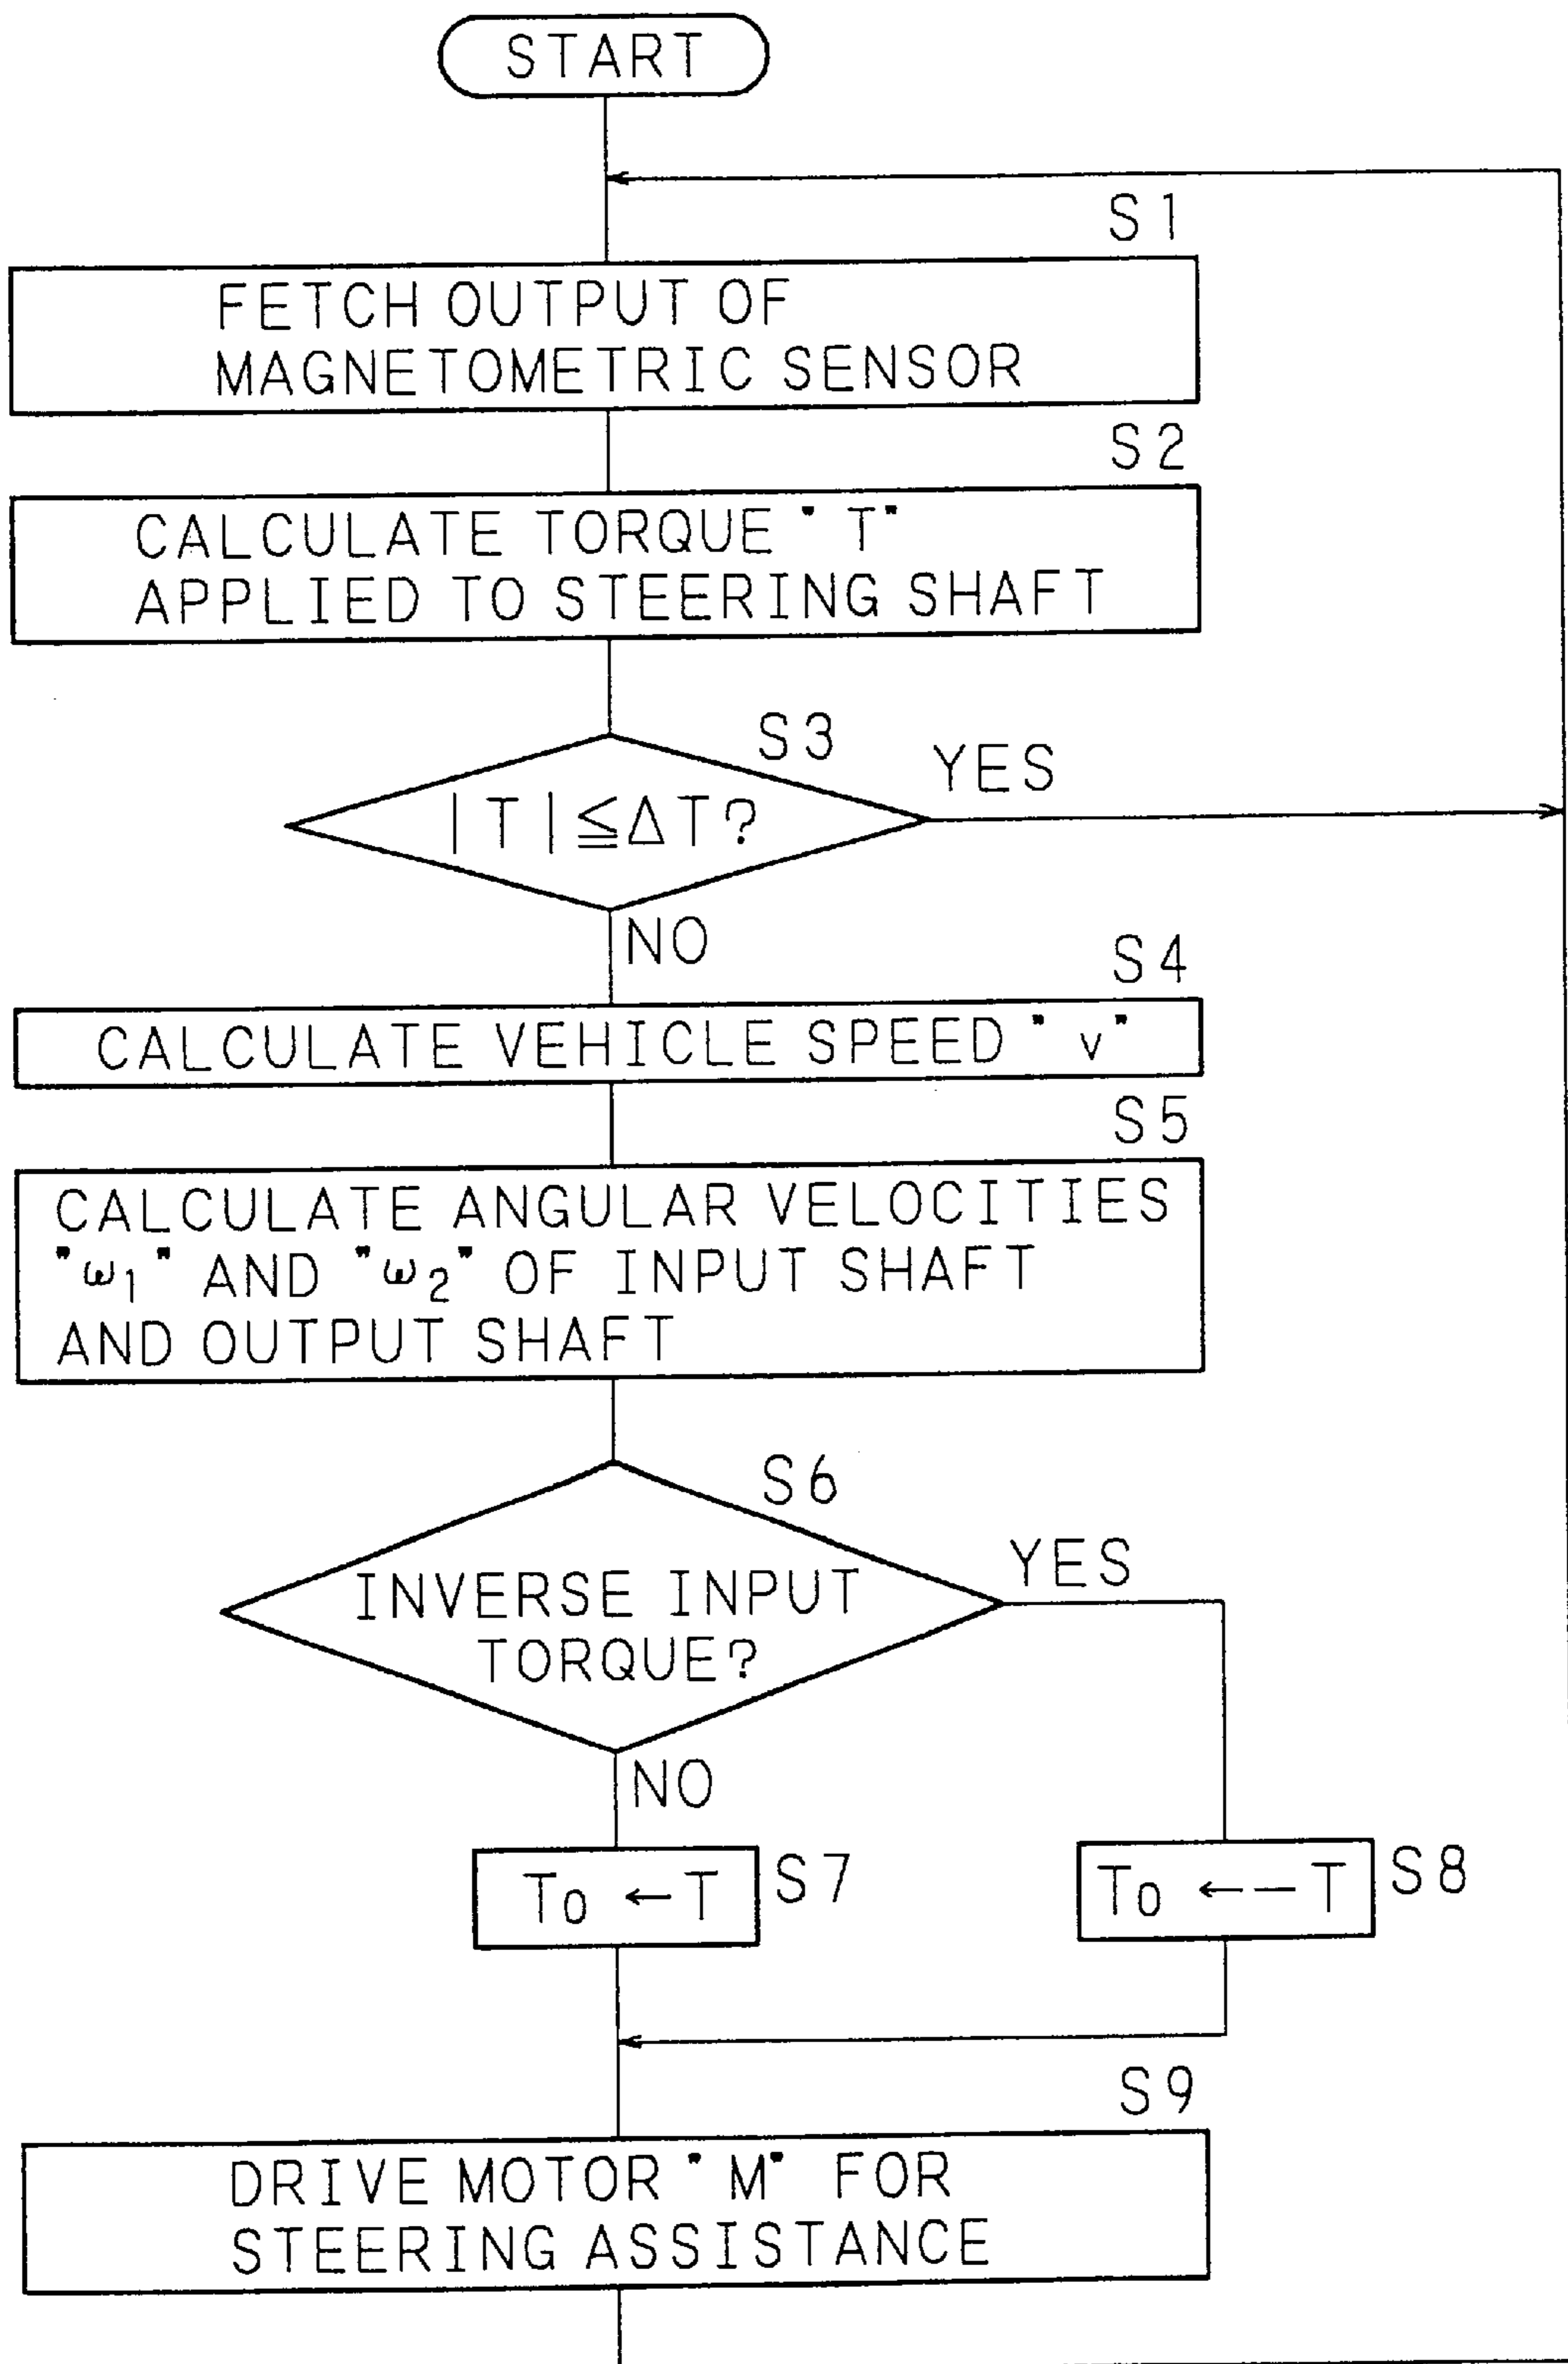 START
S1
FETCH OUTPUT OF
MAGNETOMETRIC SENSOR
S2
CALCULATE TORQUE "T"
APPLIED TO STEERING SHAFT
S3
|T|≦ΔT?
YES
NO
S4
CALCULATE VEHICLE SPEED "v"
S5
CALCULATE ANGULAR VELOCITIES
"ω1" AND "ω2" OF INPUT SHAFT
AND OUTPUT SHAFT
S6
INVERSE INPUT
TORQUE?
YES
NO
To ←T
S7
To ←−T
S8
S9
DRIVE MOTOR "M" FOR
STEERING ASSISTANCE